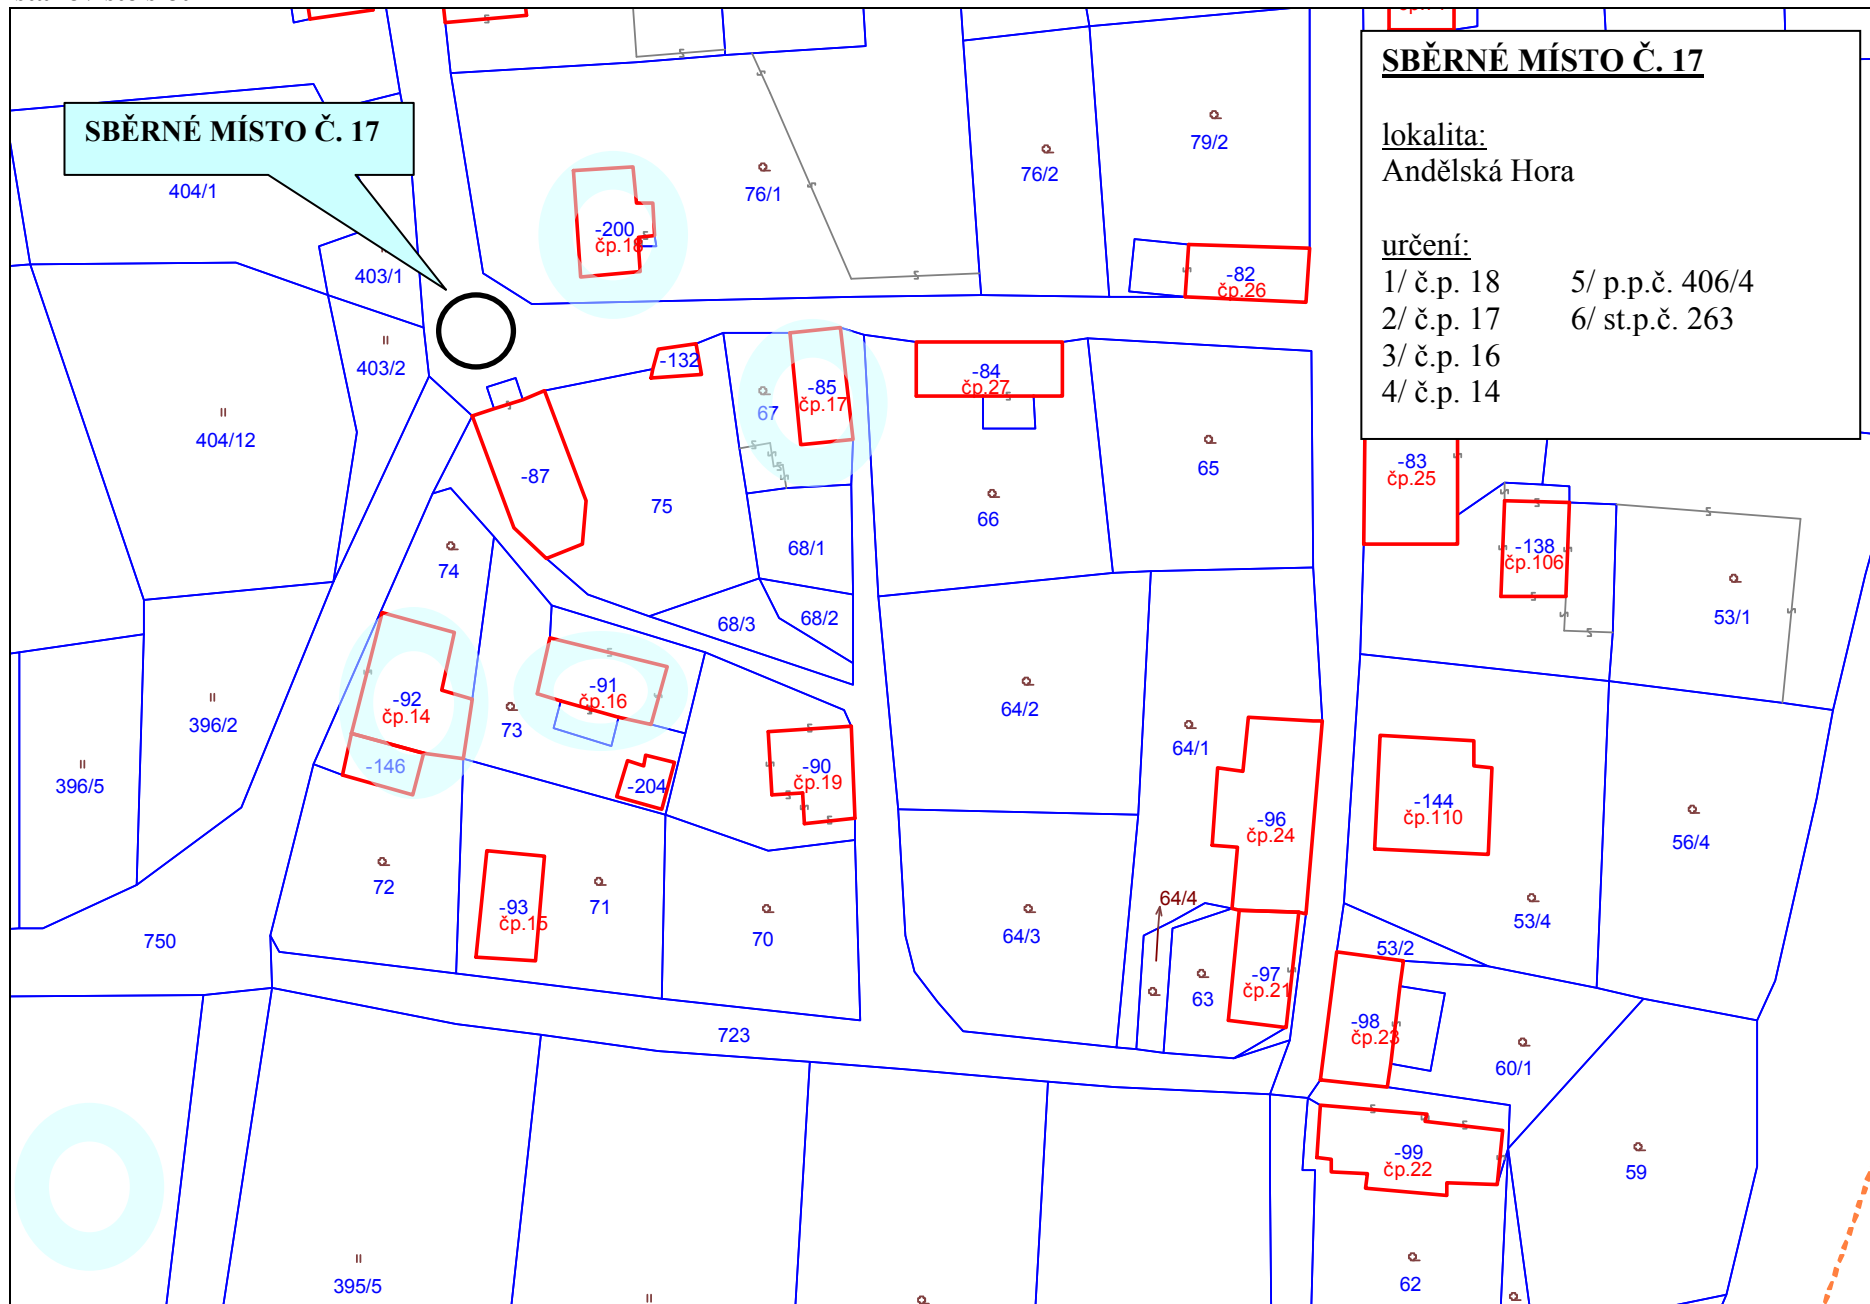 SBĚRNÉ MÍSTO Č. 17
lokalita:
Andělská Hora
určení:
1/ č.p. 18 5/ p.p.č. 406/4
2/ č.p. 17 6/ st.p.č. 263
3/ č.p. 16
4/ č.p. 14
SBĚRNÉ MÍSTO Č. 17
404/1
76/1
76/2
79/2
-200
čp.18
403/1
-82
čp.26
403/2
-132
-85
čp.17
67
-84
čp.27
404/12
-87
75
66
65
-83
čp.25
-138
čp.106
53/1
68/1
74
68/3
68/2
-92
čp.14
-91
čp.16
64/2
396/2
73
64/1
-146
-204
-90
čp.19
396/5
-96
čp.24
-144
čp.110
56/4
72
-93
čp.15
71
70
64/3
64/4
53/4
750
53/2
63
-97
čp.21
-98
čp.23
723
60/1
-99
čp.22
59
395/5
62